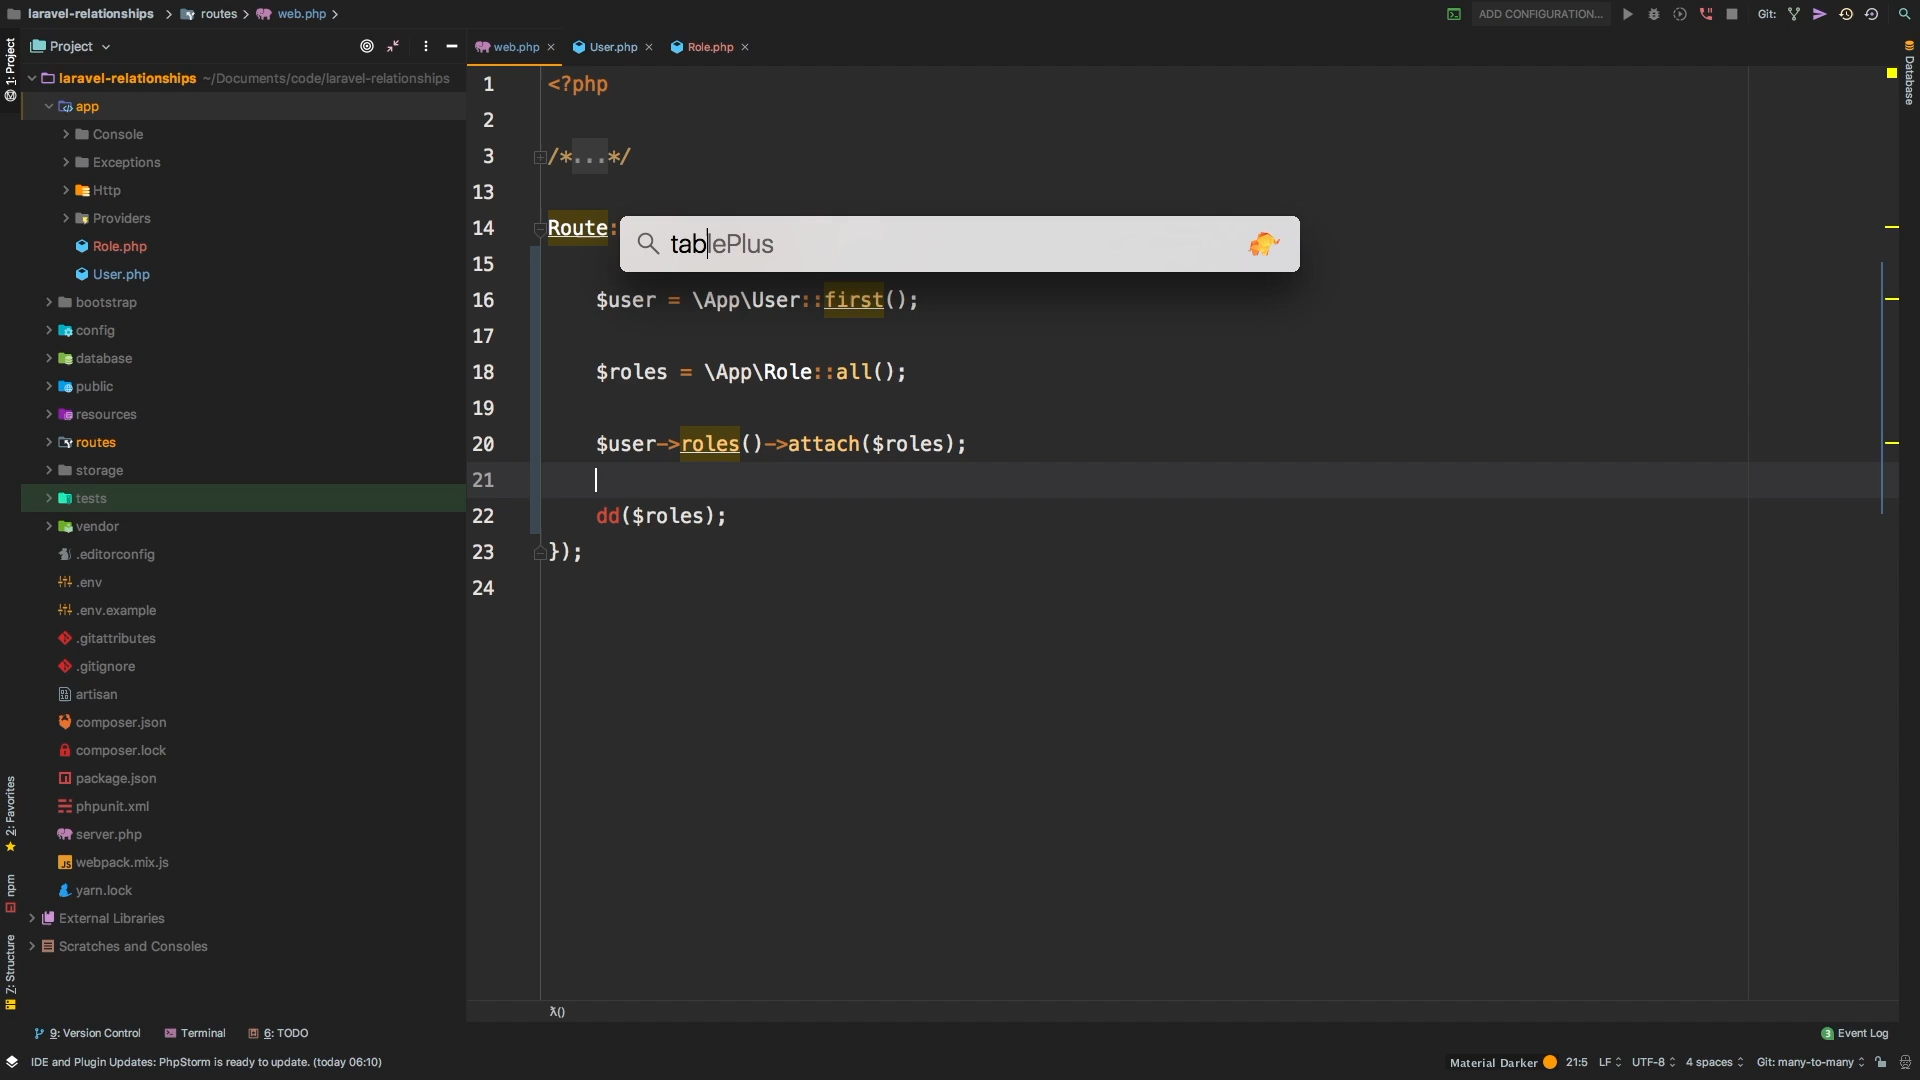 laravel-relationships > routes > web.php >
ADD CONFIGURATION...
Git:
1: Project
Project
web.php
User.php
Role.php
Database
laravel-relationships ~/Documents/code/laravel-relationships
app
Console
Exceptions
Http
Providers
Role.php
User.php
bootstrap
config
database
public
resources
routes
storage
tests
vendor
.editorconfig
.env
.env.example
.gitattributes
.gitignore
artisan
composer.json
composer.lock
package.json
phpunit.xml
server.php
webpack.mix.js
yarn.lock
External Libraries
Scratches and Consoles
2: Favorites
npm
7: Structure
1 <?php
2
3 /*...*/
13
14 Route:
tablePlus
15
16 $user = \App\User::first();
17
18 $roles = \App\Role::all();
19
20 $user->roles()->attach($roles);
21
22 dd($roles);
23 });
24
λ()
9: Version Control
Terminal
6: TODO
3 Event Log
IDE and Plugin Updates: PhpStorm is ready to update. (today 06:10)
Material Darker
21:5
LF
UTF-8
4 spaces
Git: many-to-many